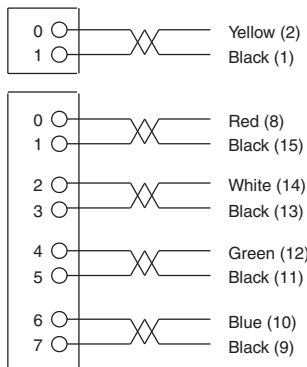 0 Yellow (2)
1 Black (1)
0 Red (8)
1 Black (15)
2 White (14)
3 Black (13)
4 Green (12)
5 Black (11)
6 Blue (10)
7 Black (9)